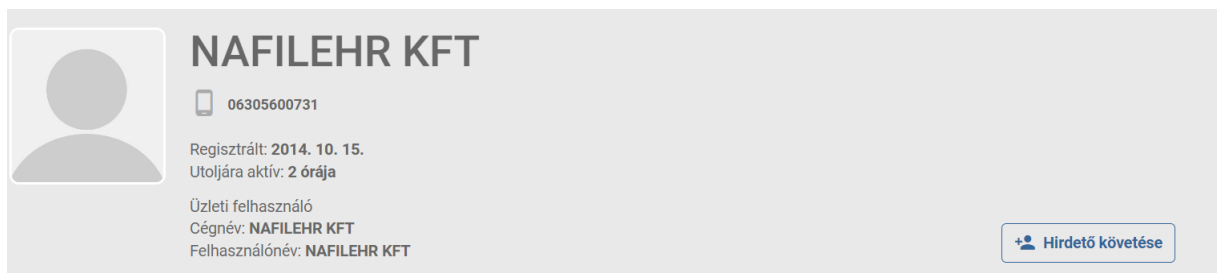 NAFILEHR KFT
06305600731
Regisztrált: 2014. 10. 15.
Utoljára aktív: 2 órája
Üzleti felhasználó
Cégnév: NAFILEHR KFT
Felhasználónév: NAFILEHR KFT
Hirdető követése